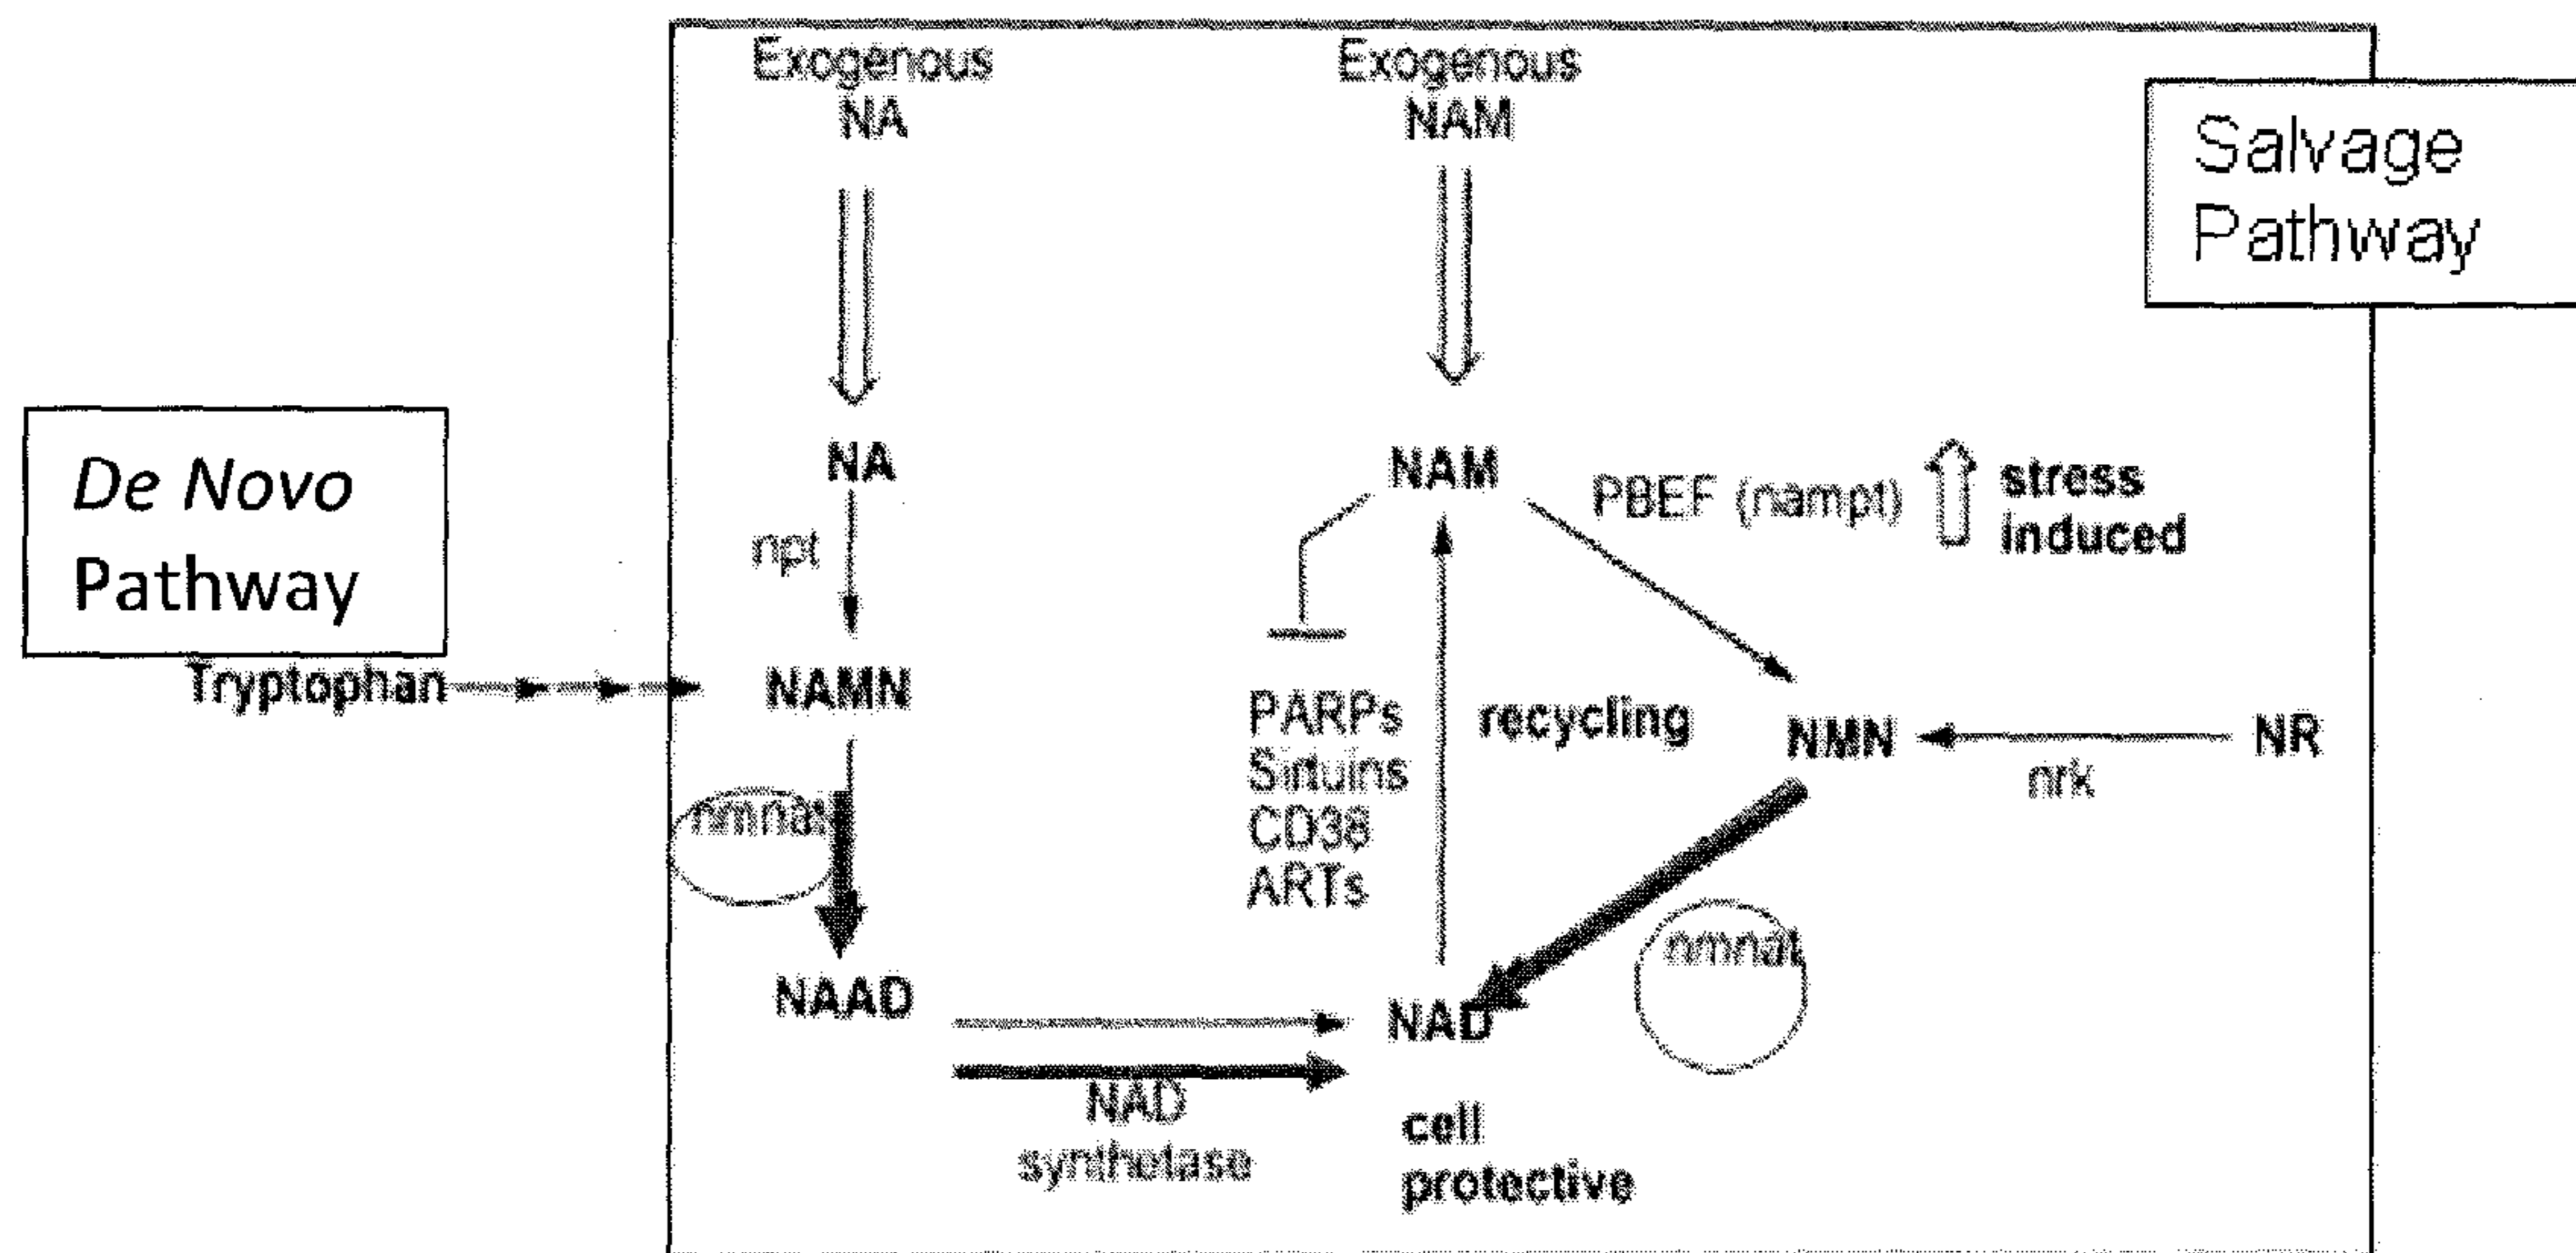 Exogenous
NA
Exogenous
NAM
Salvage
Pathway
De Novo
Pathway
NA
NAM
PBEF (nampt)
stress
induced
npt
Tryptophan
NAMN
PARPs
Sirtuins
CD38
ARTs
recycling
NMN
NR
nrk
nmnat
nmnat
NAAD
NAD
NAD
synthetase
cell
protective